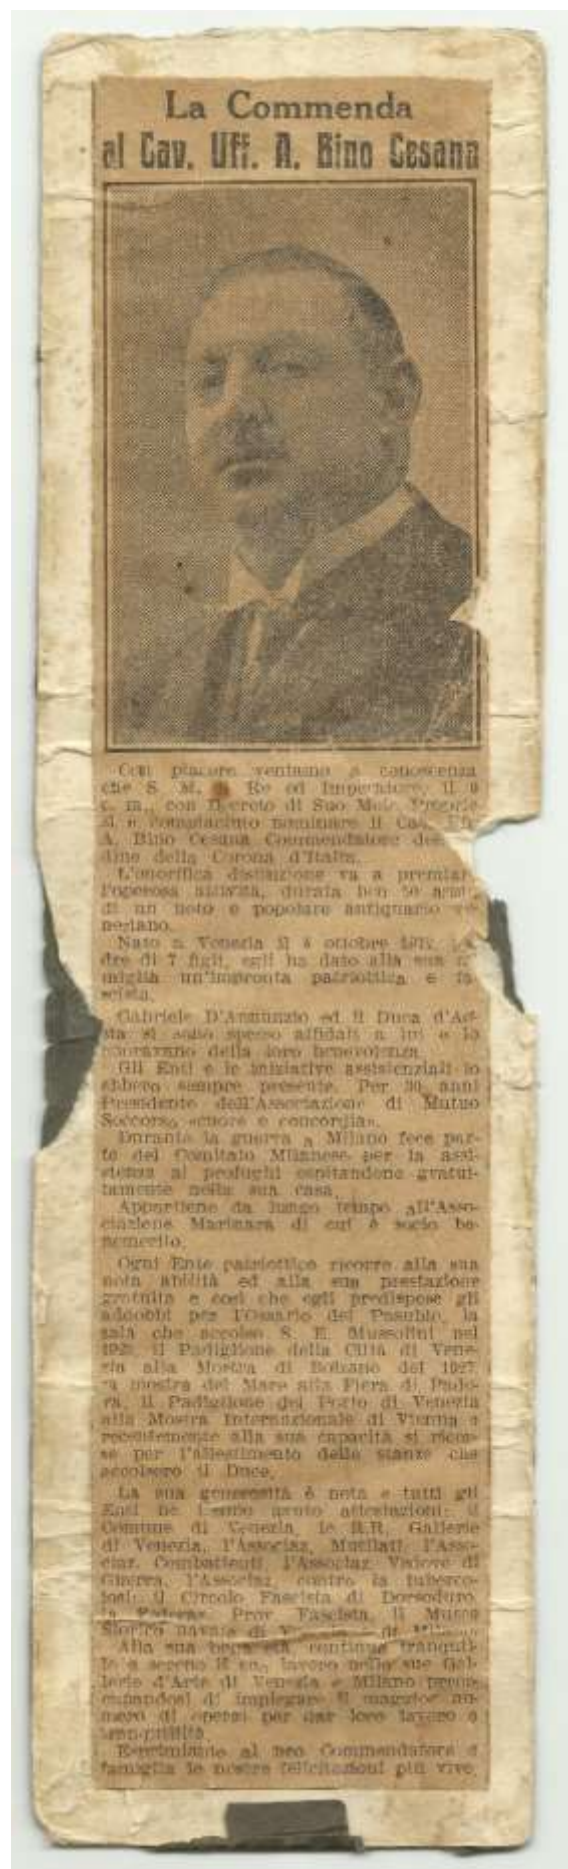 La Commenda
al Cav. Uff. A. Bino Cesana
Con piacere veniamo a conoscenza
che S. M. Re ed Imperatore, il
c. m., con Decreto di Suo Motu Proprio
si è compiaciuto nominare il Cav. Uff.
A. Bino Cesana Commendatore
dine della Corona d'Italia.
L'onorifica distinzione va a premiar
l'operosa attività, durata ben 50 anni
di un noto e popolare antiquario ve-
neziano.
Nato a Venezia il 4 ottobre
dre di 7 figli, egli ha dato alla sua
miglia un'impronta patriottica e fa-
scista.
Gabriele D'Annunzio ed il Duca d'Ao-
sta si sono spesso affidati a lui e lo
onoravano della loro benevolenza.
Gli Enti e le iniziative assistenziali lo
ebbero sempre presente. Per 30 anni
Presidente dell'Associazione di Mutuo
Soccorso «cuore e concordia».
Durante la guerra a Milano fece par-
te del Comitato Milanese per la assi-
stenza ai profughi ospitandone gratui-
tamente nella sua casa.
Appartiene da lungo tempo all'Asso-
ciazione Marinara di cui è socio be-
nemerito.
Ogni Ente patriottico ricorre alla sua
nota abilità ed alla sua prestazione
gratuita e così che egli predispose gli
addobbi per l'Ossario del Pasubio, la
sala che accolse S. E. Mussolini nel
il Padiglione della Città di Vene-
zia alla Mostra di Bolzano del 1927
a mostra del Mare alla Fiera di Pado-
va, il Padiglione del Porto di Venezia
alla Mostra Internazionale di Vienna e
recentemente alla sua capacità si ricor-
se per l'allestimento delle stanze che
accolsero il Duce.
La sua generosità è nota e tutti gli
Enti ne hanno avuto attestazioni: il
Comune di Venezia, le R.R. Gallerie
di Venezia, l'Associaz. Mutilati, l'Asso-
ciaz. Combattenti, l'Associaz. Vedove di
Guerra, l'Associaz. contro la tuberco-
losi; il Circolo Fascista di Dorsoduro,
la Prov. Fascista, il Museo
Storico navale di
Alla sua continua tranquil-
lo e sereno il suo lavoro nelle sue Gal-
lerie d'Arte di Venezia e Milano preoc-
cupandosi di impiegare il maggior nu-
mero di operai per dar loro lavoro e
tranquillità.
Esprimiamo al neo Commendatore e
famiglia le nostre felicitazioni più vive.